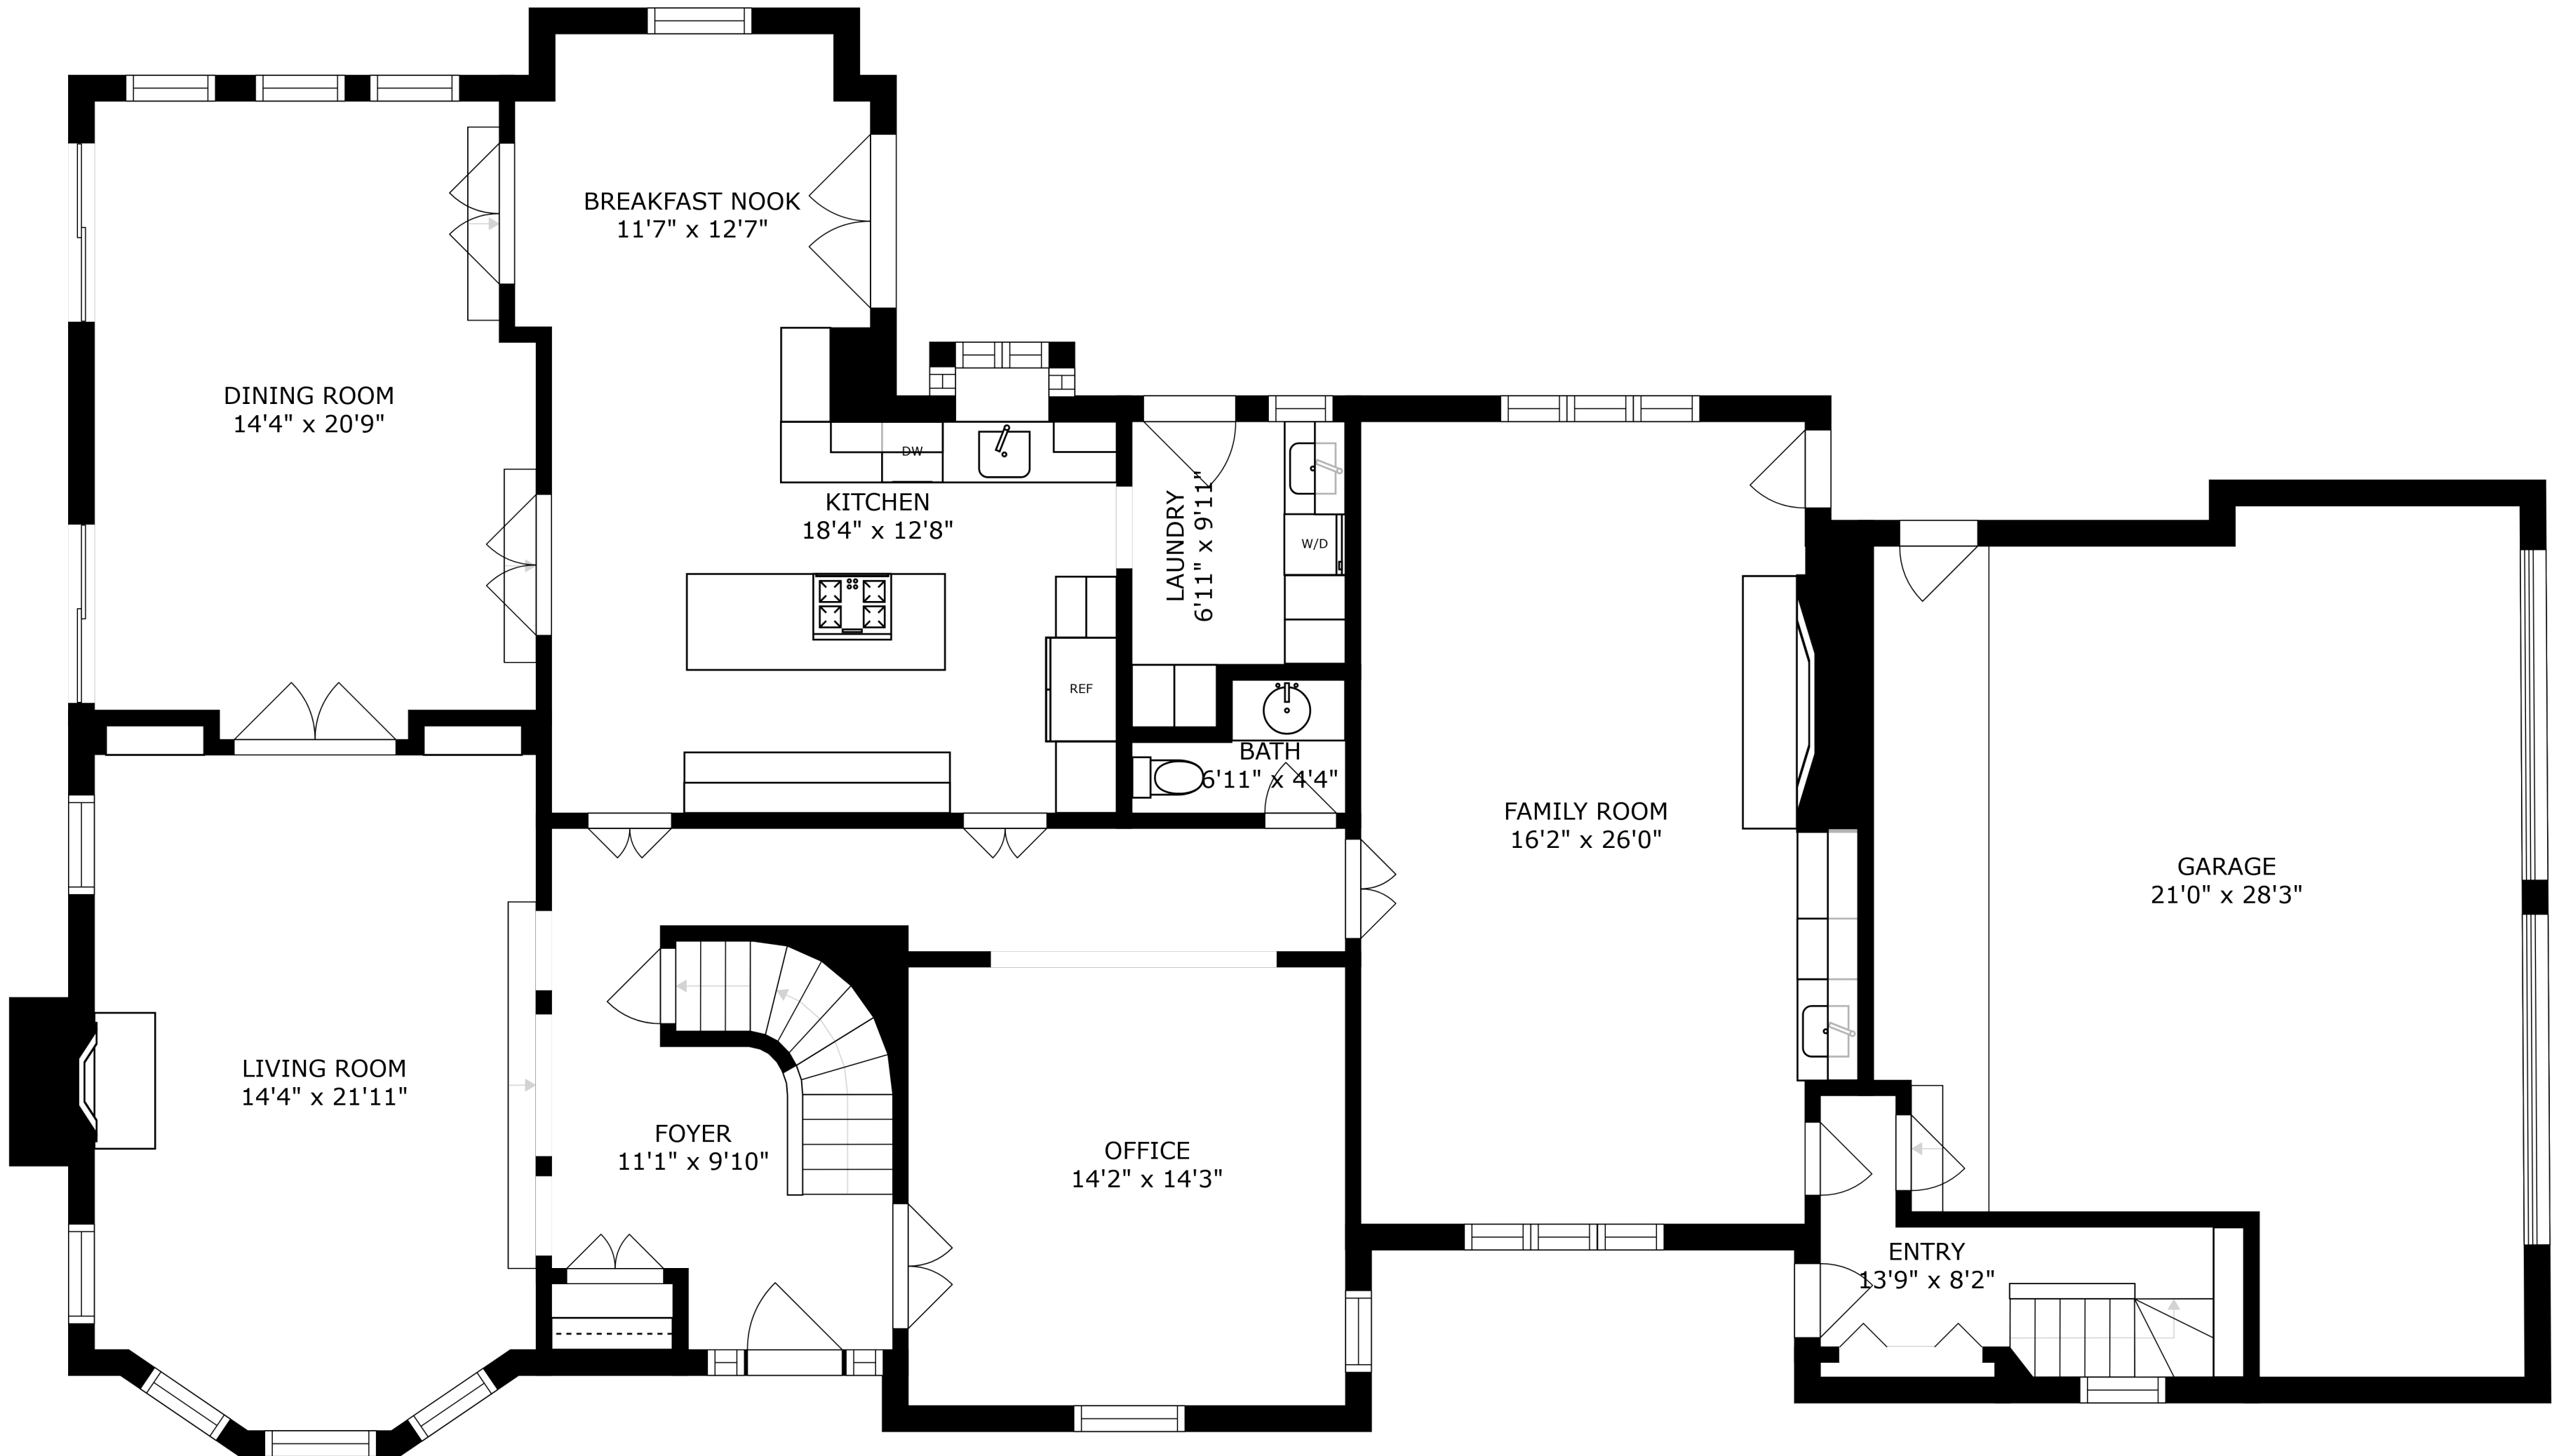 BREAKFAST NOOK
11'7" x 12'7"
DINING ROOM
14'4" x 20'9"
DW
KITCHEN
18'4" x 12'8"
LAUNDRY
6'11" x 9'11"
W/D
REF
BATH
6'11" x 4'4"
FAMILY ROOM
16'2" x 26'0"
GARAGE
21'0" x 28'3"
LIVING ROOM
14'4" x 21'11"
FOYER
11'1" x 9'10"
OFFICE
14'2" x 14'3"
ENTRY
13'9" x 8'2"